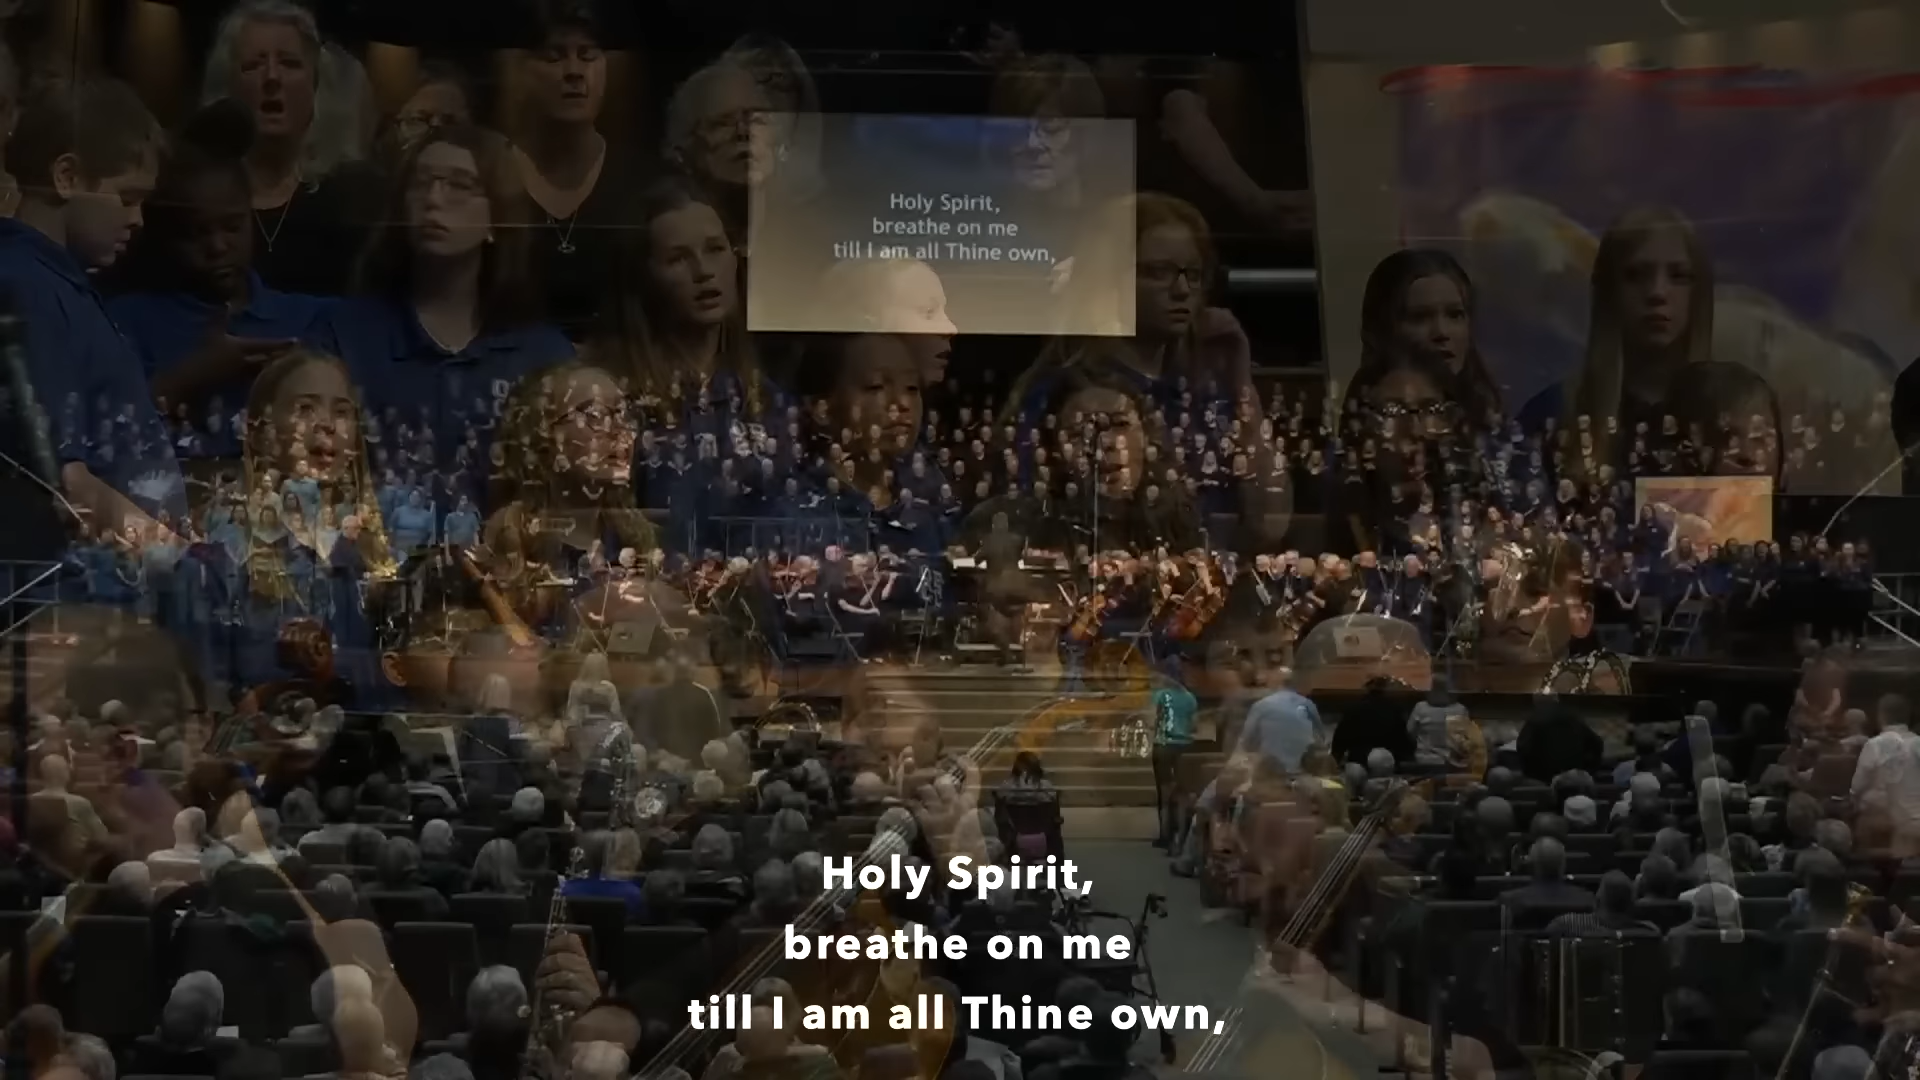 Holy Spirit,
breathe on me
till I am all Thine own,
Holy Spirit,
breathe on me
till I am all Thine own,